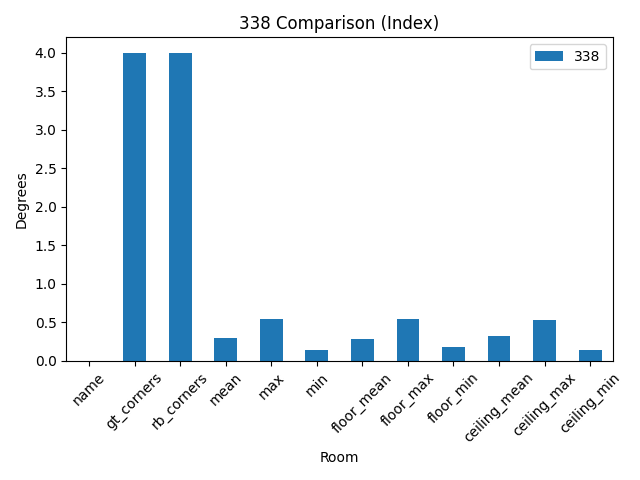 338 Comparison (Index)
338
Degrees
4.0
3.5
3.0
2.5
2.0
1.5
1.0
0.5
0.0
name
gt_corners
rb_corners
mean
max
min
floor_mean
floor_max
floor_min
ceiling_mean
ceiling_max
ceiling_min
Room